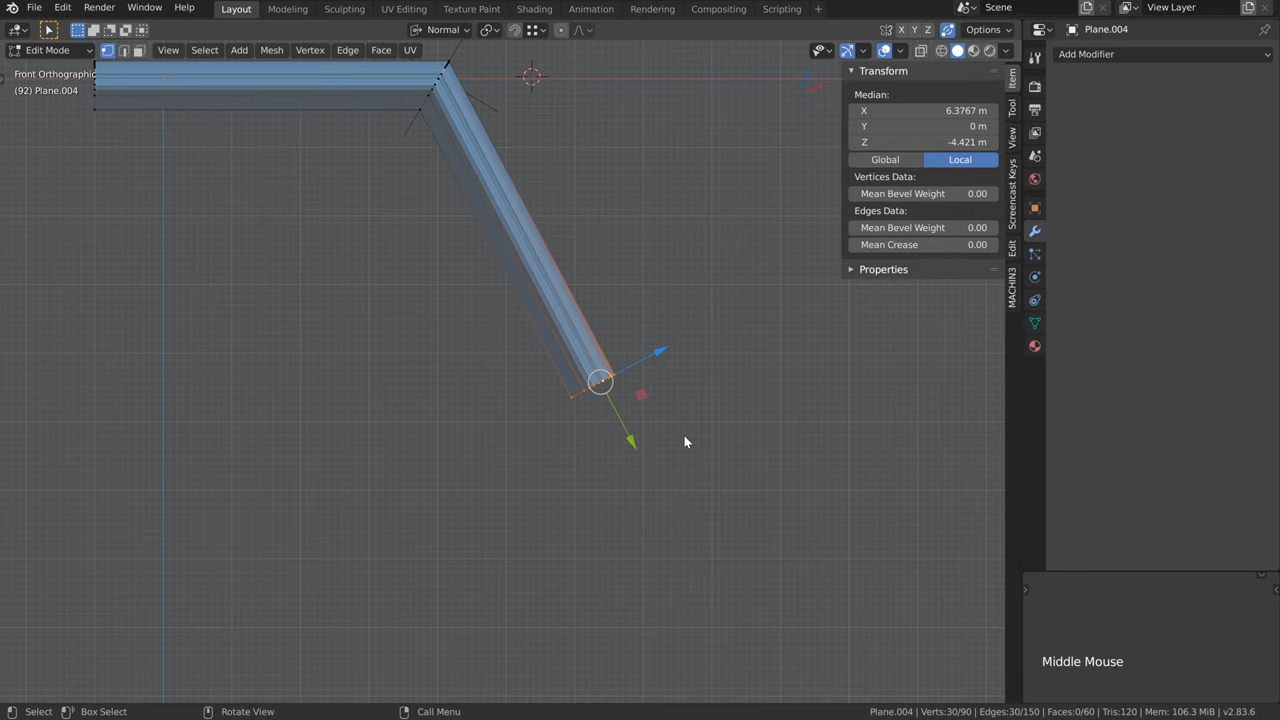 File Edit Render Window Help Layout Modeling Sculpting UV Editing Texture Paint Shading Animation Rendering Compositing Scripting + Scene View Layer
Normal X Y Z Options Plane.004
Edit Mode View Select Add Mesh Vertex Edge Face UV Add Modifier
Front Orthographic
(92) Plane.004
Transform
Median:
X 6.3767 m
Y 0 m
Z -4.421 m
Global Local
Vertices Data:
Mean Bevel Weight 0.00
Edges Data:
Mean Bevel Weight 0.00
Mean Crease 0.00
Properties
Item
Tool
View
Screencast Keys
Edit
MACHIN3
Middle Mouse
Select Box Select Rotate View Call Menu Plane.004 | Verts:30/90 | Edges:30/150 | Faces:0/60 | Tris:120 | Mem: 106.3 MiB | v2.83.6